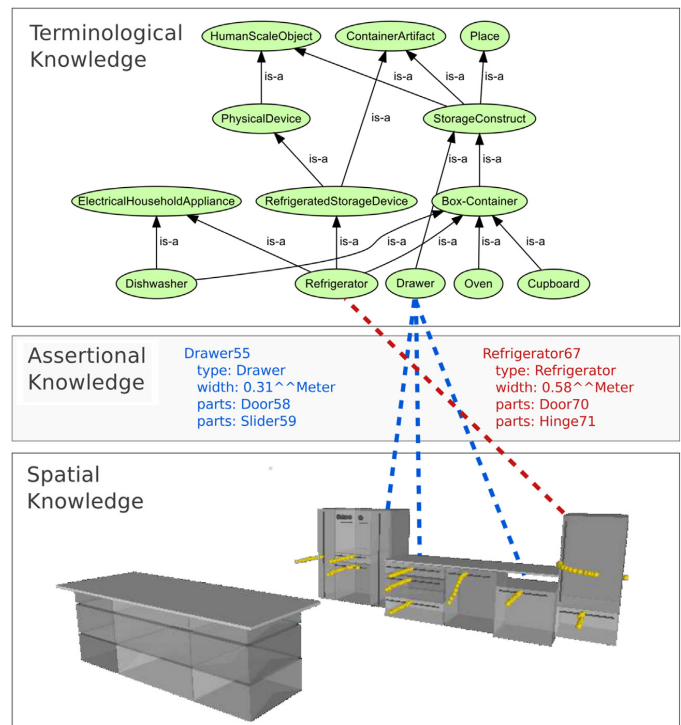 Terminological
Knowledge
HumanScaleObject
ContainerArtifact
Place
is-a
is-a
is-a
is-a
is-a
PhysicalDevice
StorageConstruct
is-a
is-a
is-a
is-a
ElectricalHouseholdAppliance
RefrigeratedStorageDevice
Box-Container
is-a
is-a
is-a
is-a
is-a
is-a
is-a
Dishwasher
Refrigerator
Drawer
Oven
Cupboard
Assertional
Knowledge
Drawer55
type: Drawer
width: 0.31^^Meter
parts: Door58
parts: Slider59
Refrigerator67
type: Refrigerator
width: 0.58^^Meter
parts: Door70
parts: Hinge71
Spatial
Knowledge